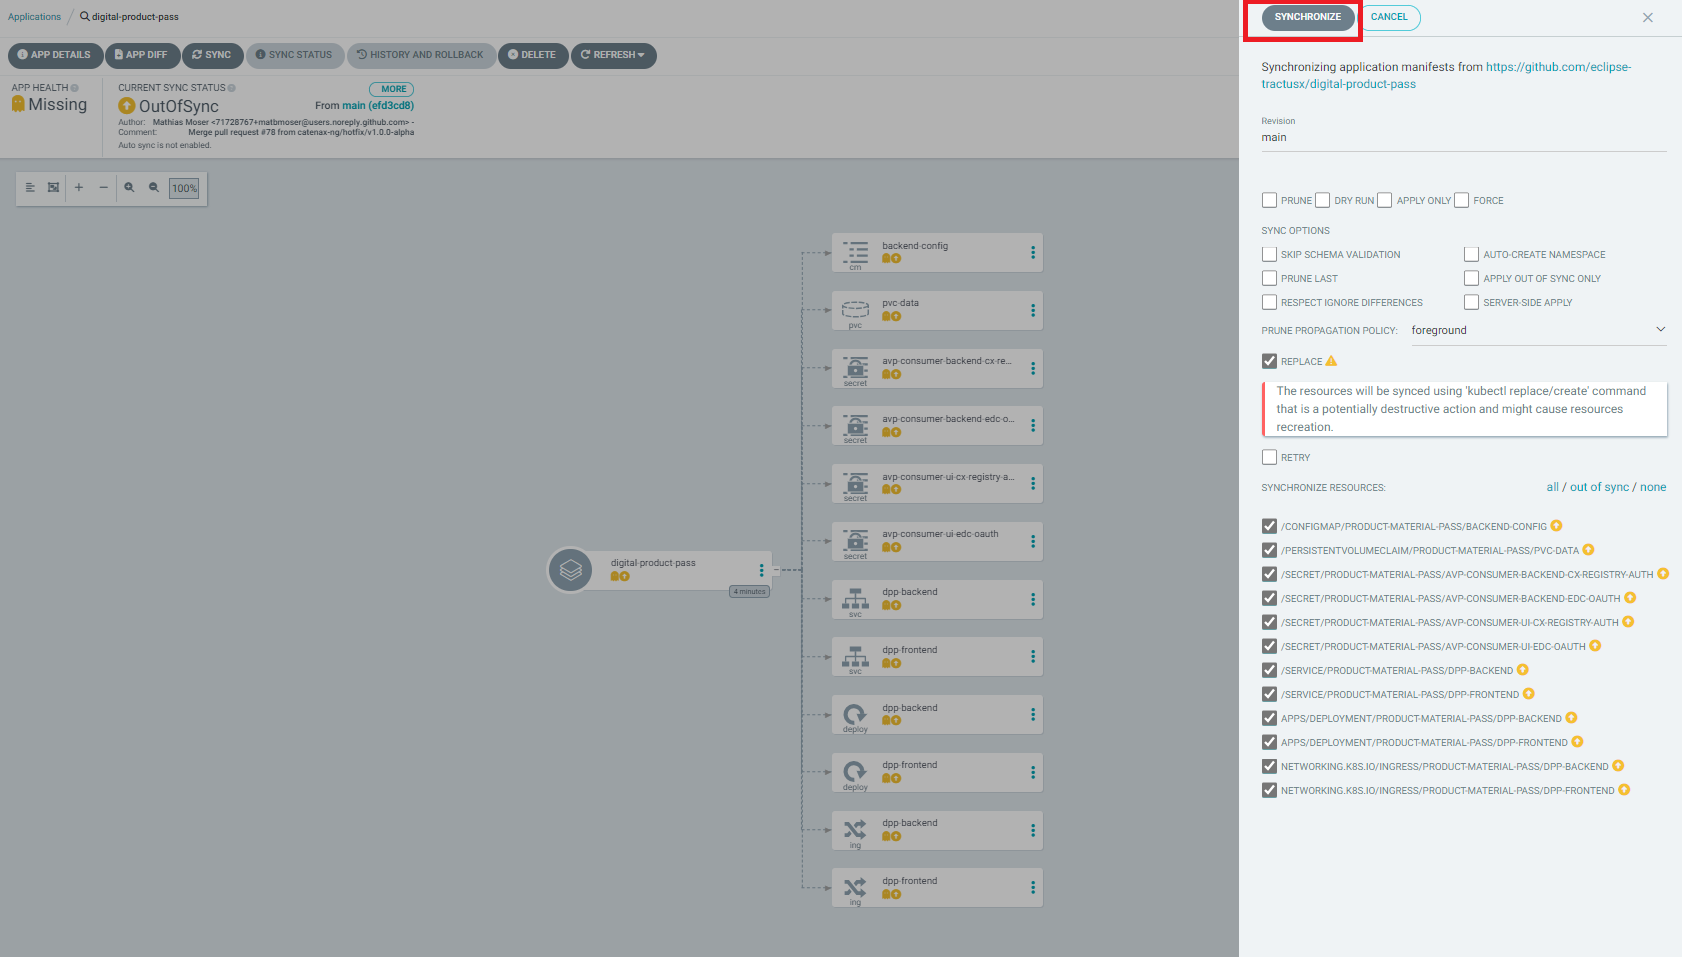 Applications / digital-product-pass
APP DETAILS APP DIFF SYNC SYNC STATUS HISTORY AND ROLLBACK DELETE REFRESH
APP HEALTH
Missing
CURRENT SYNC STATUS
MORE
OutOfSync
From main (efd3cd8)
Author: Mathias Moser <71728767+matbmoser@users.noreply.github.com> -
Comment: Merge pull request #78 from catenax-ng/hotfix/v1.0.0-alpha
Auto sync is not enabled.
100%
digital-product-pass
4 minutes
backend-config
cm
pvc-data
pvc
avp-consumer-backend-cx-re...
secret
avp-consumer-backend-edc-o...
secret
avp-consumer-ui-cx-registry-a...
secret
avp-consumer-ui-edc-oauth
secret
dpp-backend
svc
dpp-frontend
svc
dpp-backend
deploy
dpp-frontend
deploy
dpp-backend
ing
dpp-frontend
ing
SYNCHRONIZE CANCEL
Synchronizing application manifests from https://github.com/eclipse-
tractusx/digital-product-pass
Revision
main
PRUNE DRY RUN APPLY ONLY FORCE
SYNC OPTIONS
SKIP SCHEMA VALIDATION AUTO-CREATE NAMESPACE
PRUNE LAST APPLY OUT OF SYNC ONLY
RESPECT IGNORE DIFFERENCES SERVER-SIDE APPLY
PRUNE PROPAGATION POLICY: foreground
REPLACE
The resources will be synced using 'kubectl replace/create' command
that is a potentially destructive action and might cause resources
recreation.
RETRY
SYNCHRONIZE RESOURCES: all / out of sync / none
/CONFIGMAP/PRODUCT-MATERIAL-PASS/BACKEND-CONFIG
/PERSISTENTVOLUMECLAIM/PRODUCT-MATERIAL-PASS/PVC-DATA
/SECRET/PRODUCT-MATERIAL-PASS/AVP-CONSUMER-BACKEND-CX-REGISTRY-AUTH
/SECRET/PRODUCT-MATERIAL-PASS/AVP-CONSUMER-BACKEND-EDC-OAUTH
/SECRET/PRODUCT-MATERIAL-PASS/AVP-CONSUMER-UI-CX-REGISTRY-AUTH
/SECRET/PRODUCT-MATERIAL-PASS/AVP-CONSUMER-UI-EDC-OAUTH
/SERVICE/PRODUCT-MATERIAL-PASS/DPP-BACKEND
/SERVICE/PRODUCT-MATERIAL-PASS/DPP-FRONTEND
APPS/DEPLOYMENT/PRODUCT-MATERIAL-PASS/DPP-BACKEND
APPS/DEPLOYMENT/PRODUCT-MATERIAL-PASS/DPP-FRONTEND
NETWORKING.K8S.IO/INGRESS/PRODUCT-MATERIAL-PASS/DPP-BACKEND
NETWORKING.K8S.IO/INGRESS/PRODUCT-MATERIAL-PASS/DPP-FRONTEND